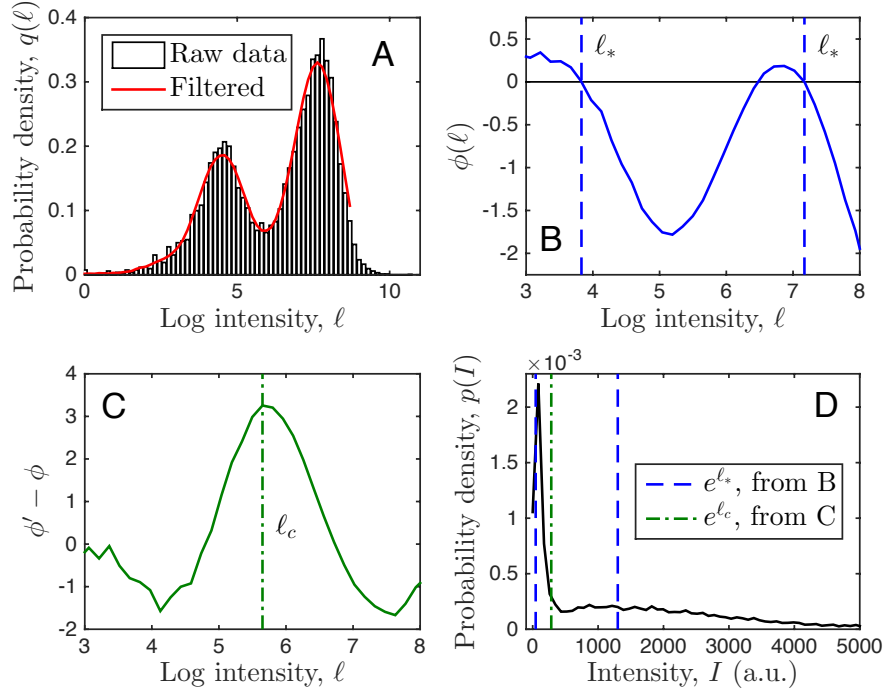 A
Raw data
Filtered
Probability density, q(ℓ)
0.4
0.3
0.2
0.1
0
0
5
10
Log intensity, ℓ
B
ℓ*
ℓ*
ϕ(ℓ)
0.5
0
-0.5
-1
-1.5
-2
3
4
5
6
7
8
Log intensity, ℓ
C
ℓc
ϕ′ − ϕ
4
3
2
1
0
-1
-2
3
4
5
6
7
8
Log intensity, ℓ
D
×10⁻³
Probability density, p(I)
2
1.5
1
0.5
0
e^ℓ*, from B
e^ℓc, from C
0
1000
2000
3000
4000
5000
Intensity, I (a.u.)